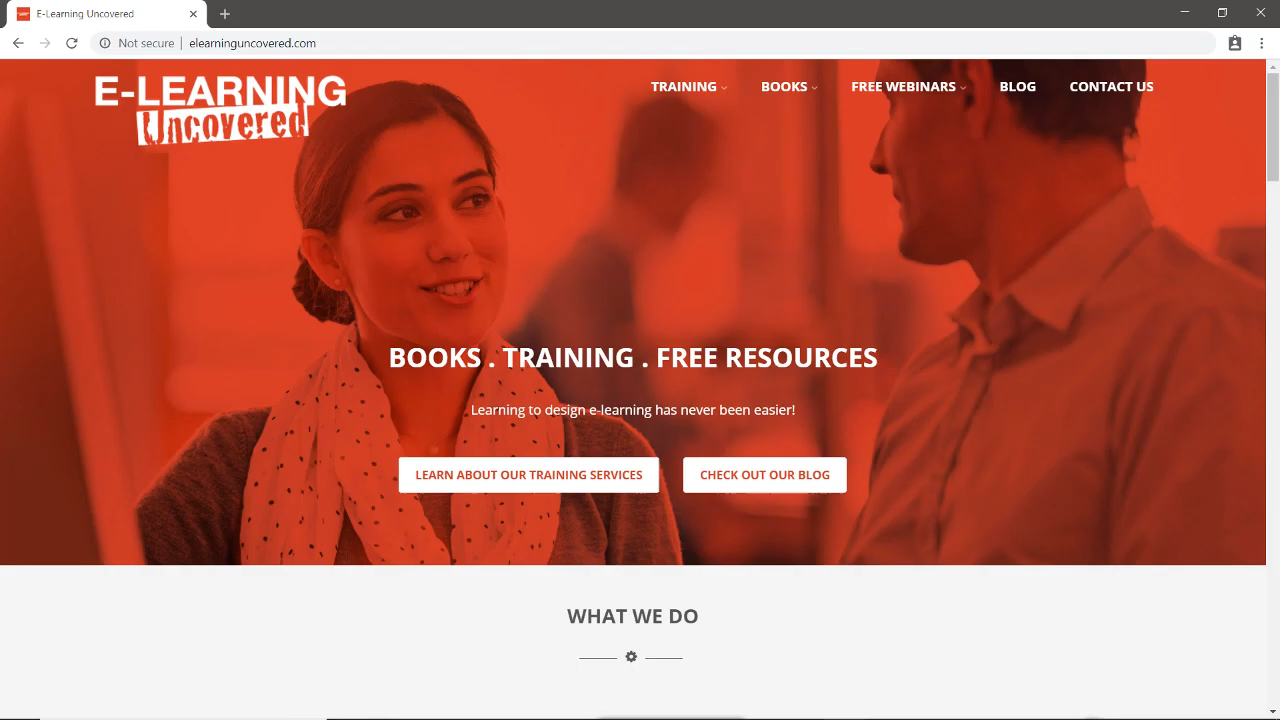 E-Learning Uncovered
Not secure
elearninguncovered.com
E-LEARNING
Uncovered
TRAINING
BOOKS
FREE WEBINARS
BLOG
CONTACT US
BOOKS . TRAINING . FREE RESOURCES
Learning to design e-learning has never been easier!
LEARN ABOUT OUR TRAINING SERVICES
CHECK OUT OUR BLOG
WHAT WE DO